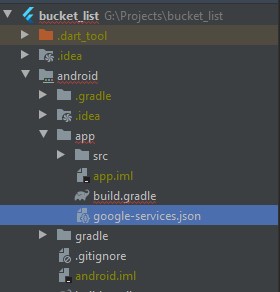 bucket_list G:\Projects\bucket_list
.dart_tool
.idea
android
.gradle
.idea
app
src
app.iml
build.gradle
google-services.json
gradle
.gitignore
android.iml